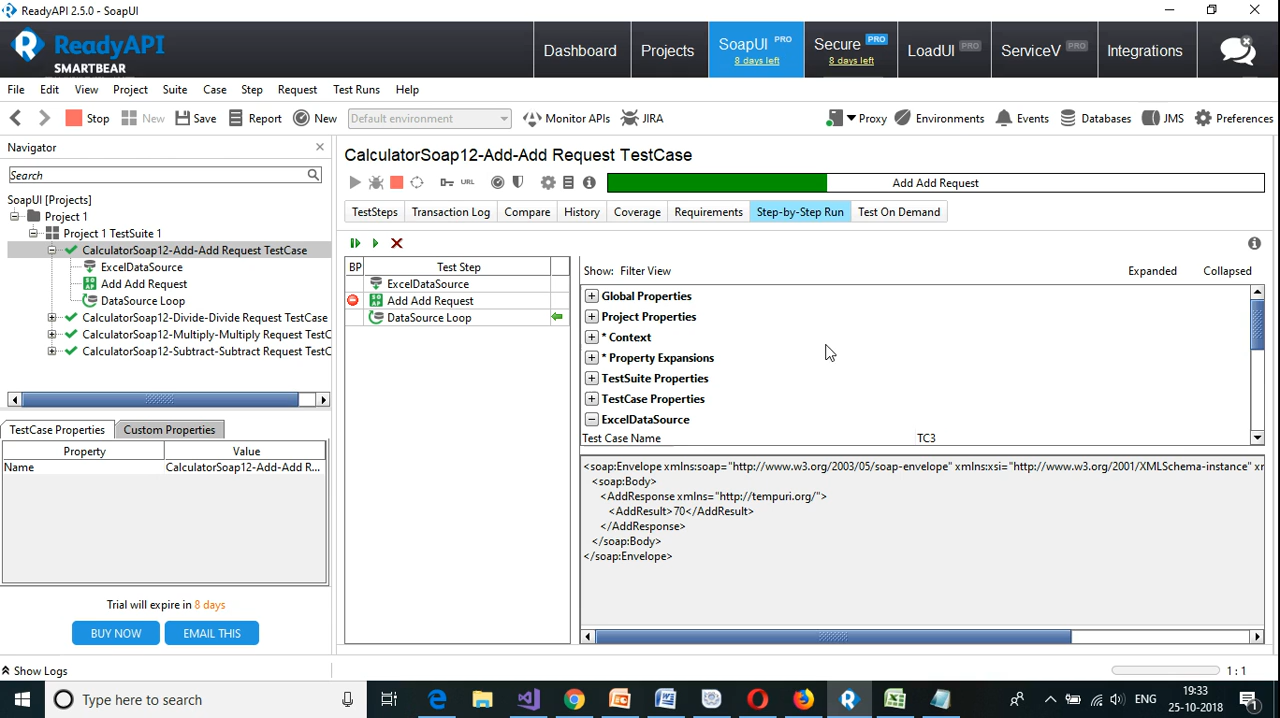 ReadyAPI 2.5.0 - SoapUI
ReadyAPI
SMARTBEAR
Dashboard
Projects
SoapUI PRO
8 days left
Secure PRO
8 days left
LoadUI PRO
ServiceV PRO
Integrations
File Edit View Project Suite Case Step Request Test Runs Help
Stop New Save Report New Default environment Monitor APIs JIRA Proxy Environments Events Databases JMS Preferences
Navigator
Search
SoapUI [Projects]
Project 1
Project 1 TestSuite 1
CalculatorSoap12-Add-Add Request TestCase
ExcelDataSource
Add Add Request
DataSource Loop
CalculatorSoap12-Divide-Divide Request TestCase
CalculatorSoap12-Multiply-Multiply Request TestC
CalculatorSoap12-Subtract-Subtract Request TestC
TestCase Properties Custom Properties
Property Value
Name CalculatorSoap12-Add-Add R...
Trial will expire in 8 days
BUY NOW EMAIL THIS
Show Logs
CalculatorSoap12-Add-Add Request TestCase
URL
Add Add Request
TestSteps Transaction Log Compare History Coverage Requirements Step-by-Step Run Test On Demand
BP Test Step
ExcelDataSource
Add Add Request
DataSource Loop
Show: Filter View Expanded Collapsed
Global Properties
Project Properties
* Context
* Property Expansions
TestSuite Properties
TestCase Properties
ExcelDataSource
Test Case Name TC3
<soap:Envelope xmlns:soap="http://www.w3.org/2003/05/soap-envelope" xmlns:xsi="http://www.w3.org/2001/XMLSchema-instance" xr
<soap:Body>
<AddResponse xmlns="http://tempuri.org/">
<AddResult>70</AddResult>
</AddResponse>
</soap:Body>
</soap:Envelope>
1 : 1
Type here to search
ENG
19:33
25-10-2018
1